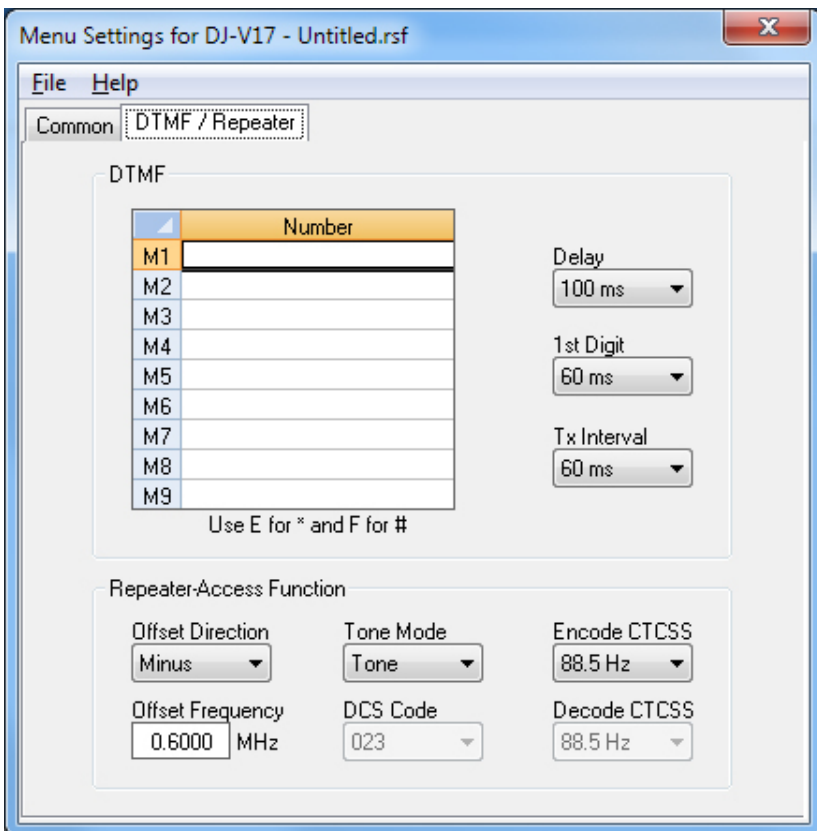 Menu Settings for DJ-V17 - Untitled.rsf
File Help
Common DTMF / Repeater
DTMF
Number
M1
M2
M3
M4
M5
M6
M7
M8
M9
Use E for * and F for #
Delay
100 ms
1st Digit
60 ms
Tx Interval
60 ms
Repeater-Access Function
Offset Direction Tone Mode Encode CTCSS
Minus Tone 88.5 Hz
Offset Frequency DCS Code Decode CTCSS
0.6000 MHz 023 88.5 Hz